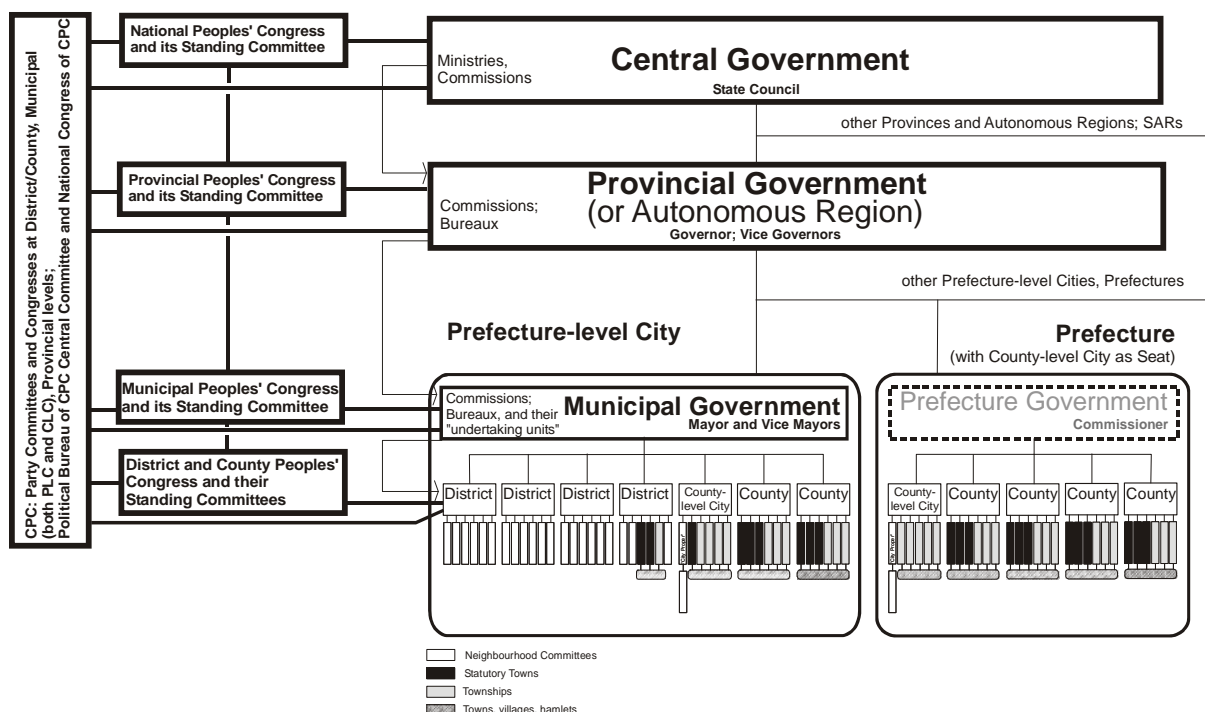 CPC: Party Committees and Congresses at District/County, Municipal
(both PLC and CLC), Provincial levels;
Political Bureau of CPC Central Committee and National Congress of CPC
National Peoples' Congress
and its Standing Committee
Ministries,
Commissions
Central Government
State Council
other Provinces and Autonomous Regions; SARs
Provincial Peoples' Congress
and its Standing Committee
Commissions;
Bureaux
Provincial Government
(or Autonomous Region)
Governor; Vice Governors
other Prefecture-level Cities, Prefectures
Prefecture-level City
Prefecture
(with County-level City as Seat)
Municipal Peoples' Congress
and its Standing Committee
Commissions;
Bureaux, and their
"undertaking units"
Municipal Government
Mayor and Vice Mayors
Prefecture Government
Commissioner
District and County Peoples'
Congress and their
Standing Committees
District
District
District
District
County-
level City
County
County
County-
level City
County
County
County
County
"City Proper"
"City Proper"
Neighbourhood Committees
Statutory Towns
Townships
Towns, villages, hamlets